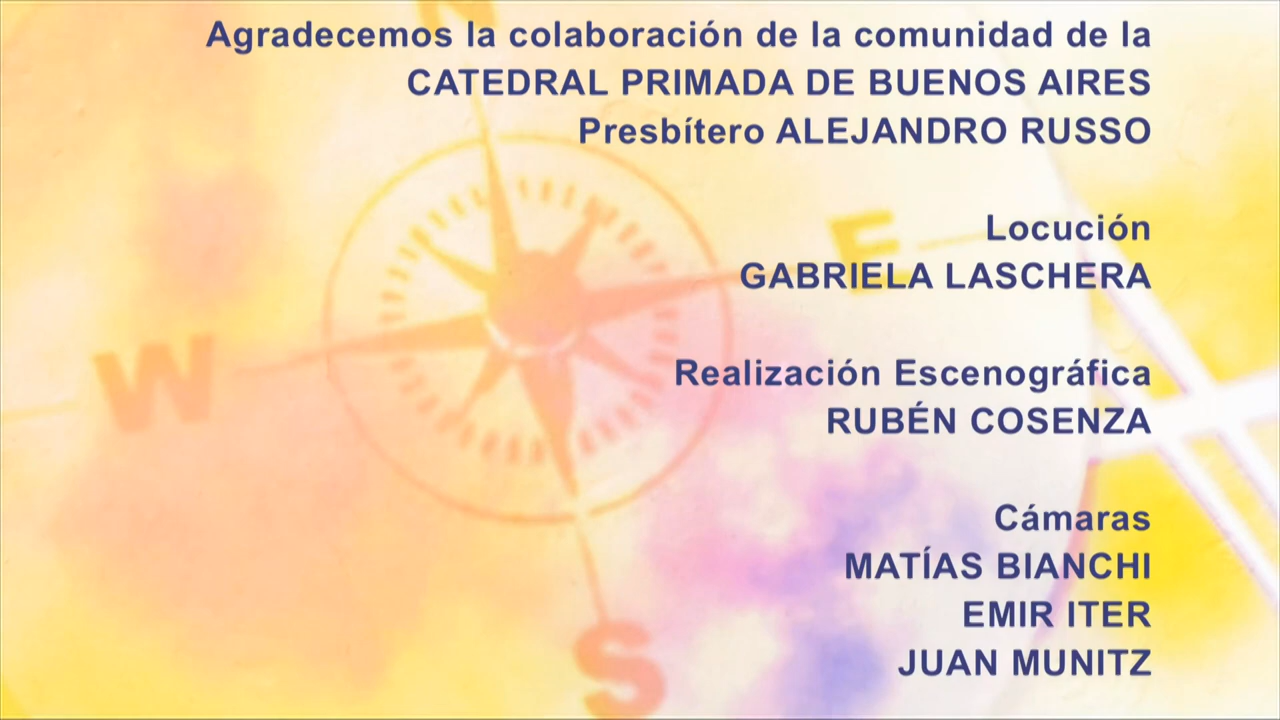 Agradecemos la colaboración de la comunidad de la
CATEDRAL PRIMADA DE BUENOS AIRES
Presbítero ALEJANDRO RUSSO
Locución
GABRIELA LASCHERA
Realización Escenográfica
RUBÉN COSENZA
Cámaras
MATÍAS BIANCHI
EMIR ITER
JUAN MUNITZ
N
E
W
S